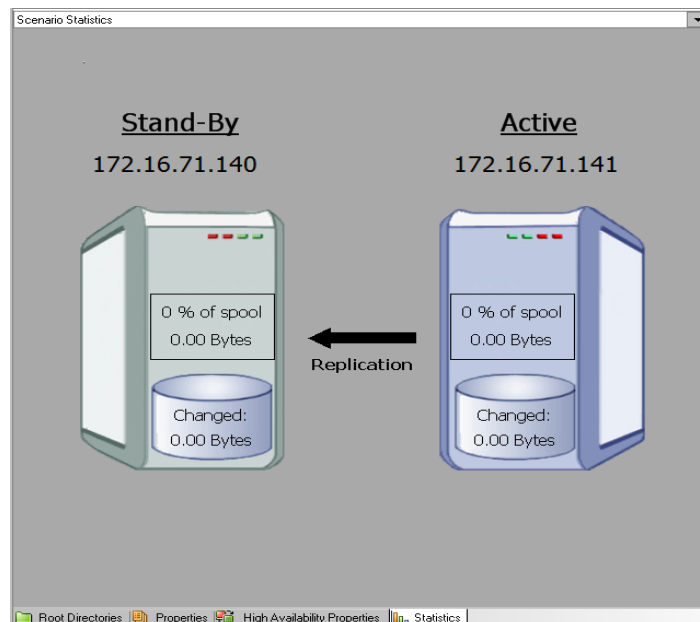 Scenario Statistics
Stand-By
172.16.71.140
Active
172.16.71.141
0 % of spool
0.00 Bytes
0 % of spool
0.00 Bytes
Replication
Changed:
0.00 Bytes
Changed:
0.00 Bytes
Root Directories
Properties
High Availability Properties
Statistics